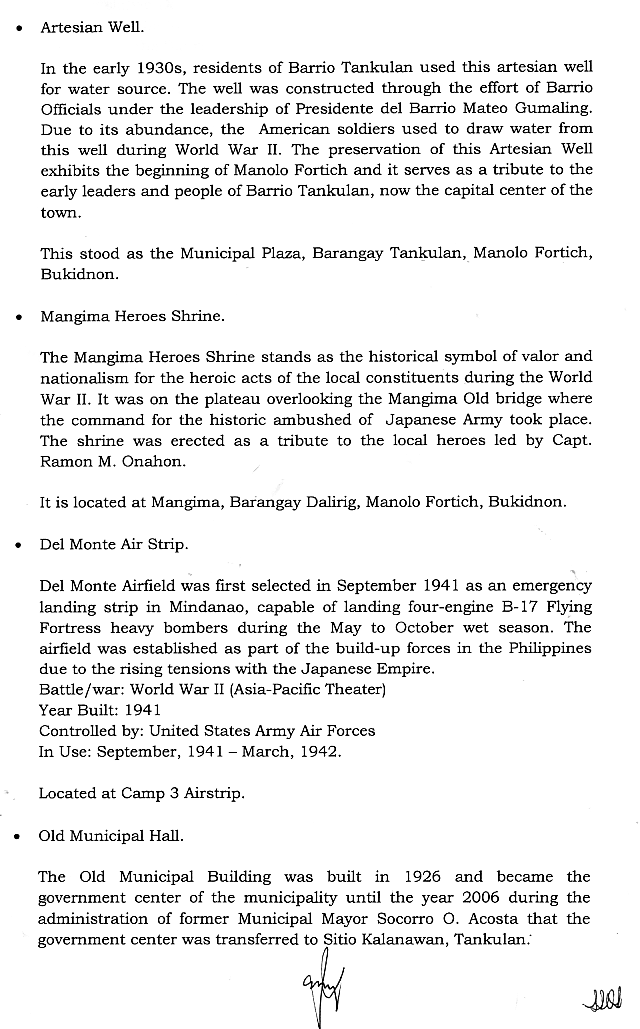 • Artesian Well.
In the early 1930s, residents of Barrio Tankulan used this artesian well
for water source. The well was constructed through the effort of Barrio
Officials under the leadership of Presidente del Barrio Mateo Gumaling.
Due to its abundance, the American soldiers used to draw water from
this well during World War II. The preservation of this Artesian Well
exhibits the beginning of Manolo Fortich and it serves as a tribute to the
early leaders and people of Barrio Tankulan, now the capital center of the
town.
This stood as the Municipal Plaza, Barangay Tankulan, Manolo Fortich,
Bukidnon.
• Mangima Heroes Shrine.
The Mangima Heroes Shrine stands as the historical symbol of valor and
nationalism for the heroic acts of the local constituents during the World
War II. It was on the plateau overlooking the Mangima Old bridge where
the command for the historic ambushed of Japanese Army took place.
The shrine was erected as a tribute to the local heroes led by Capt.
Ramon M. Onahon.
It is located at Mangima, Barangay Dalirig, Manolo Fortich, Bukidnon.
• Del Monte Air Strip.
Del Monte Airfield was first selected in September 1941 as an emergency
landing strip in Mindanao, capable of landing four-engine B-17 Flying
Fortress heavy bombers during the May to October wet season. The
airfield was established as part of the build-up forces in the Philippines
due to the rising tensions with the Japanese Empire.
Battle/war: World War II (Asia-Pacific Theater)
Year Built: 1941
Controlled by: United States Army Air Forces
In Use: September, 1941 – March, 1942.
Located at Camp 3 Airstrip.
• Old Municipal Hall.
The Old Municipal Building was built in 1926 and became the
government center of the municipality until the year 2006 during the
administration of former Municipal Mayor Socorro O. Acosta that the
government center was transferred to Sitio Kalanawan, Tankulan.